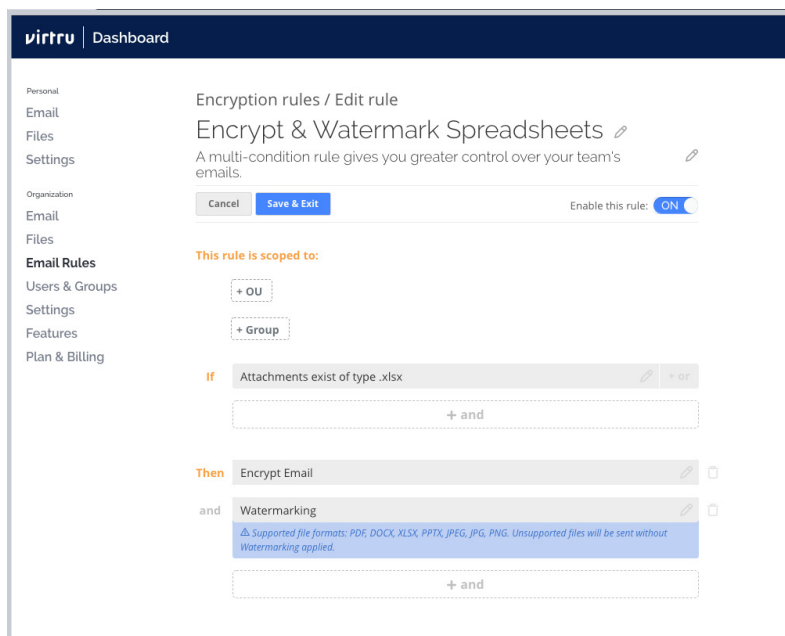 virtru | Dashboard
Personal
Email
Files
Settings
Organization
Email
Files
Email Rules
Users & Groups
Settings
Features
Plan & Billing
Encryption rules / Edit rule
Encrypt & Watermark Spreadsheets
A multi-condition rule gives you greater control over your team's
emails.
Cancel
Save & Exit
Enable this rule: ON
This rule is scoped to:
+ OU
+ Group
If Attachments exist of type .xlsx + or
+ and
Then Encrypt Email
and Watermarking
⚠ Supported file formats: PDF, DOCX, XLSX, PPTX, JPEG, JPG, PNG. Unsupported files will be sent without
Watermarking applied.
+ and